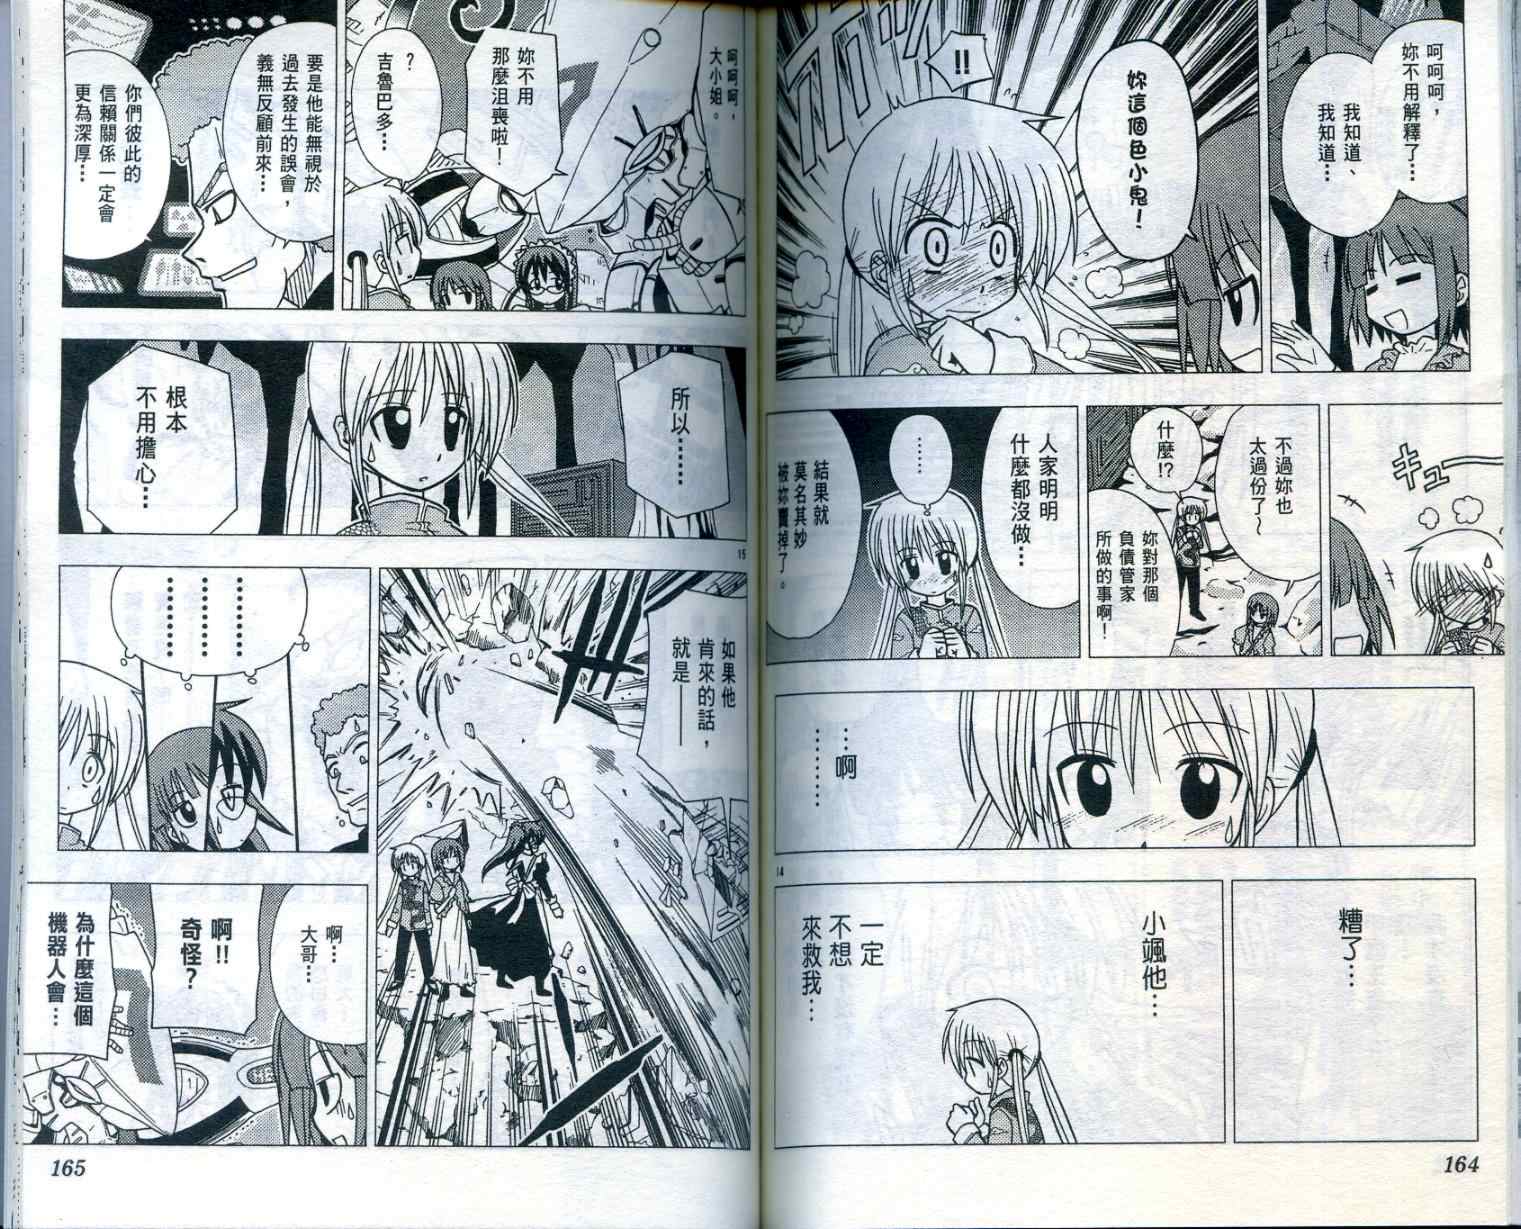 呵呵呵，
妳不用解釋了…
我知道、
我知道…
妳這個色小鬼！
!!
キュー
不過妳也
太過份了～
什麼!?
妳對那個
負債管家
所做的事啊！
人家明明
什麼都沒做…
……
結果就
莫名其妙
被妳賣掉了。
…啊
………
14
糟了…
小颯他…
一定
不想
來救我…
164
呵呵呵，
大小姐。
妳不用
那麼沮喪啦！
？
吉魯巴多…
要是他能無視於
過去發生的誤會，
義無反顧前來…
你們彼此的
信賴關係一定會
更為深厚…
所以……
根本
不用擔心…
15
如果他
肯來的話，
就是——
………
………
………
啊…
大哥…
啊!!
奇怪？
為什麼這個
機器人會…
165